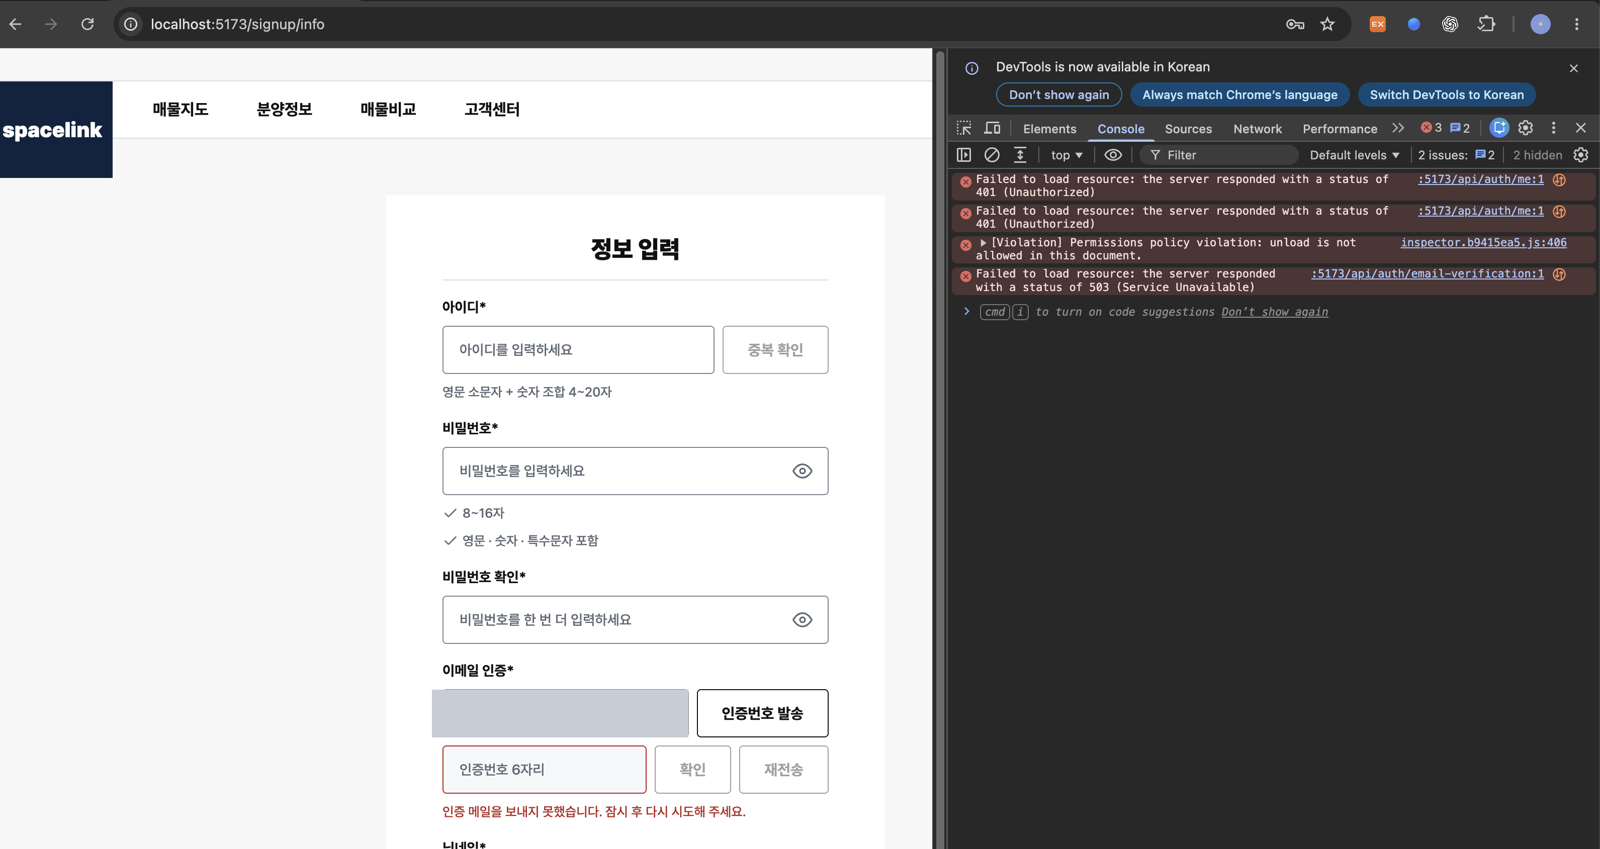 localhost:5173/signup/info
EX
spacelink
매물지도 분양정보 매물비교 고객센터
정보 입력
아이디*
아이디를 입력하세요 중복 확인
영문 소문자 + 숫자 조합 4~20자
비밀번호*
비밀번호를 입력하세요
8~16자
영문 · 숫자 · 특수문자 포함
비밀번호 확인*
비밀번호를 한 번 더 입력하세요
이메일 인증*
인증번호 발송
인증번호 6자리 확인 재전송
인증 메일을 보내지 못했습니다. 잠시 후 다시 시도해 주세요.
닉네임*
DevTools is now available in Korean
Don't show again Always match Chrome's language Switch DevTools to Korean
Elements Console Sources Network Performance 3 2
top Filter Default levels 2 issues: 2 2 hidden
Failed to load resource: the server responded with a status of :5173/api/auth/me:1
401 (Unauthorized)
Failed to load resource: the server responded with a status of :5173/api/auth/me:1
401 (Unauthorized)
[Violation] Permissions policy violation: unload is not inspector.b9415ea5.js:406
allowed in this document.
Failed to load resource: the server responded :5173/api/auth/email-verification:1
with a status of 503 (Service Unavailable)
cmd i to turn on code suggestions Don't show again